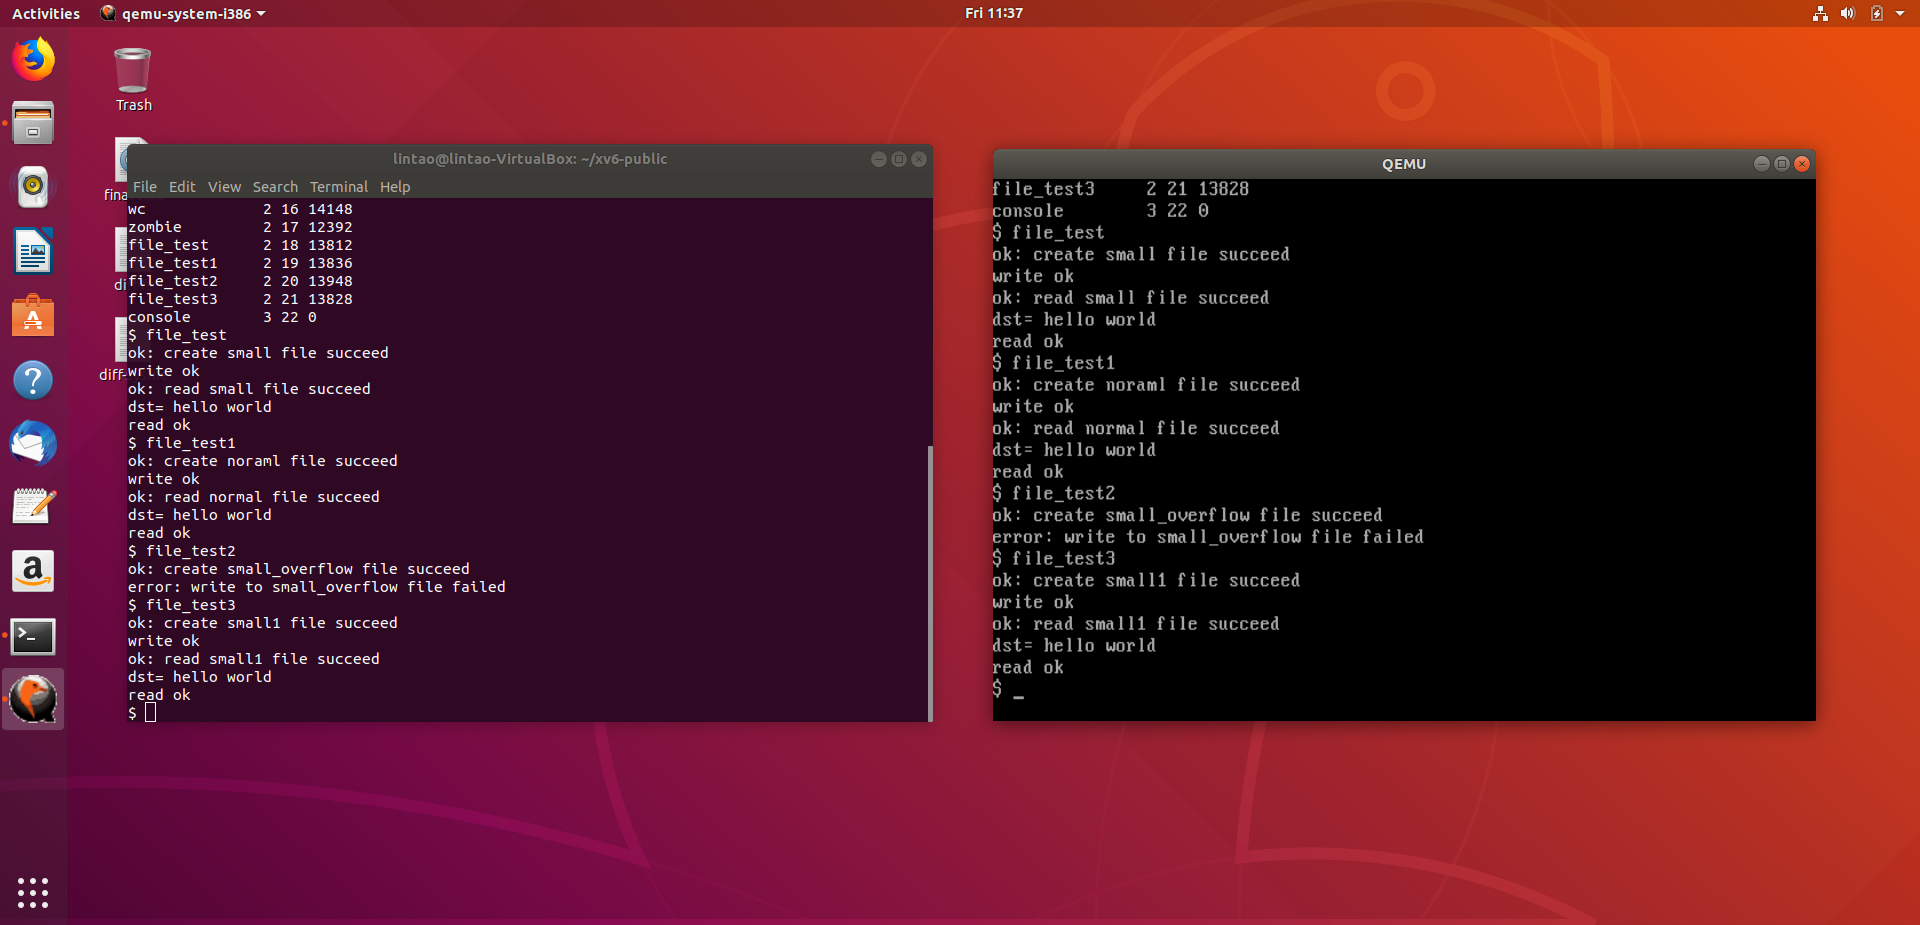 Activities qemu-system-i386 Fri 11:37
Trash
fina
di
diff-
lintao@lintao-VirtualBox: ~/xv6-public
File Edit View Search Terminal Help
wc 2 16 14148
zombie 2 17 12392
file_test 2 18 13812
file_test1 2 19 13836
file_test2 2 20 13948
file_test3 2 21 13828
console 3 22 0
$ file_test
ok: create small file succeed
write ok
ok: read small file succeed
dst= hello world
read ok
$ file_test1
ok: create noraml file succeed
write ok
ok: read normal file succeed
dst= hello world
read ok
$ file_test2
ok: create small_overflow file succeed
error: write to small_overflow file failed
$ file_test3
ok: create small1 file succeed
write ok
ok: read small1 file succeed
dst= hello world
read ok
$
QEMU
file_test3 2 21 13828
console 3 22 0
$ file_test
ok: create small file succeed
write ok
ok: read small file succeed
dst= hello world
read ok
$ file_test1
ok: create noraml file succeed
write ok
ok: read normal file succeed
dst= hello world
read ok
$ file_test2
ok: create small_overflow file succeed
error: write to small_overflow file failed
$ file_test3
ok: create small1 file succeed
write ok
ok: read small1 file succeed
dst= hello world
read ok
$ _